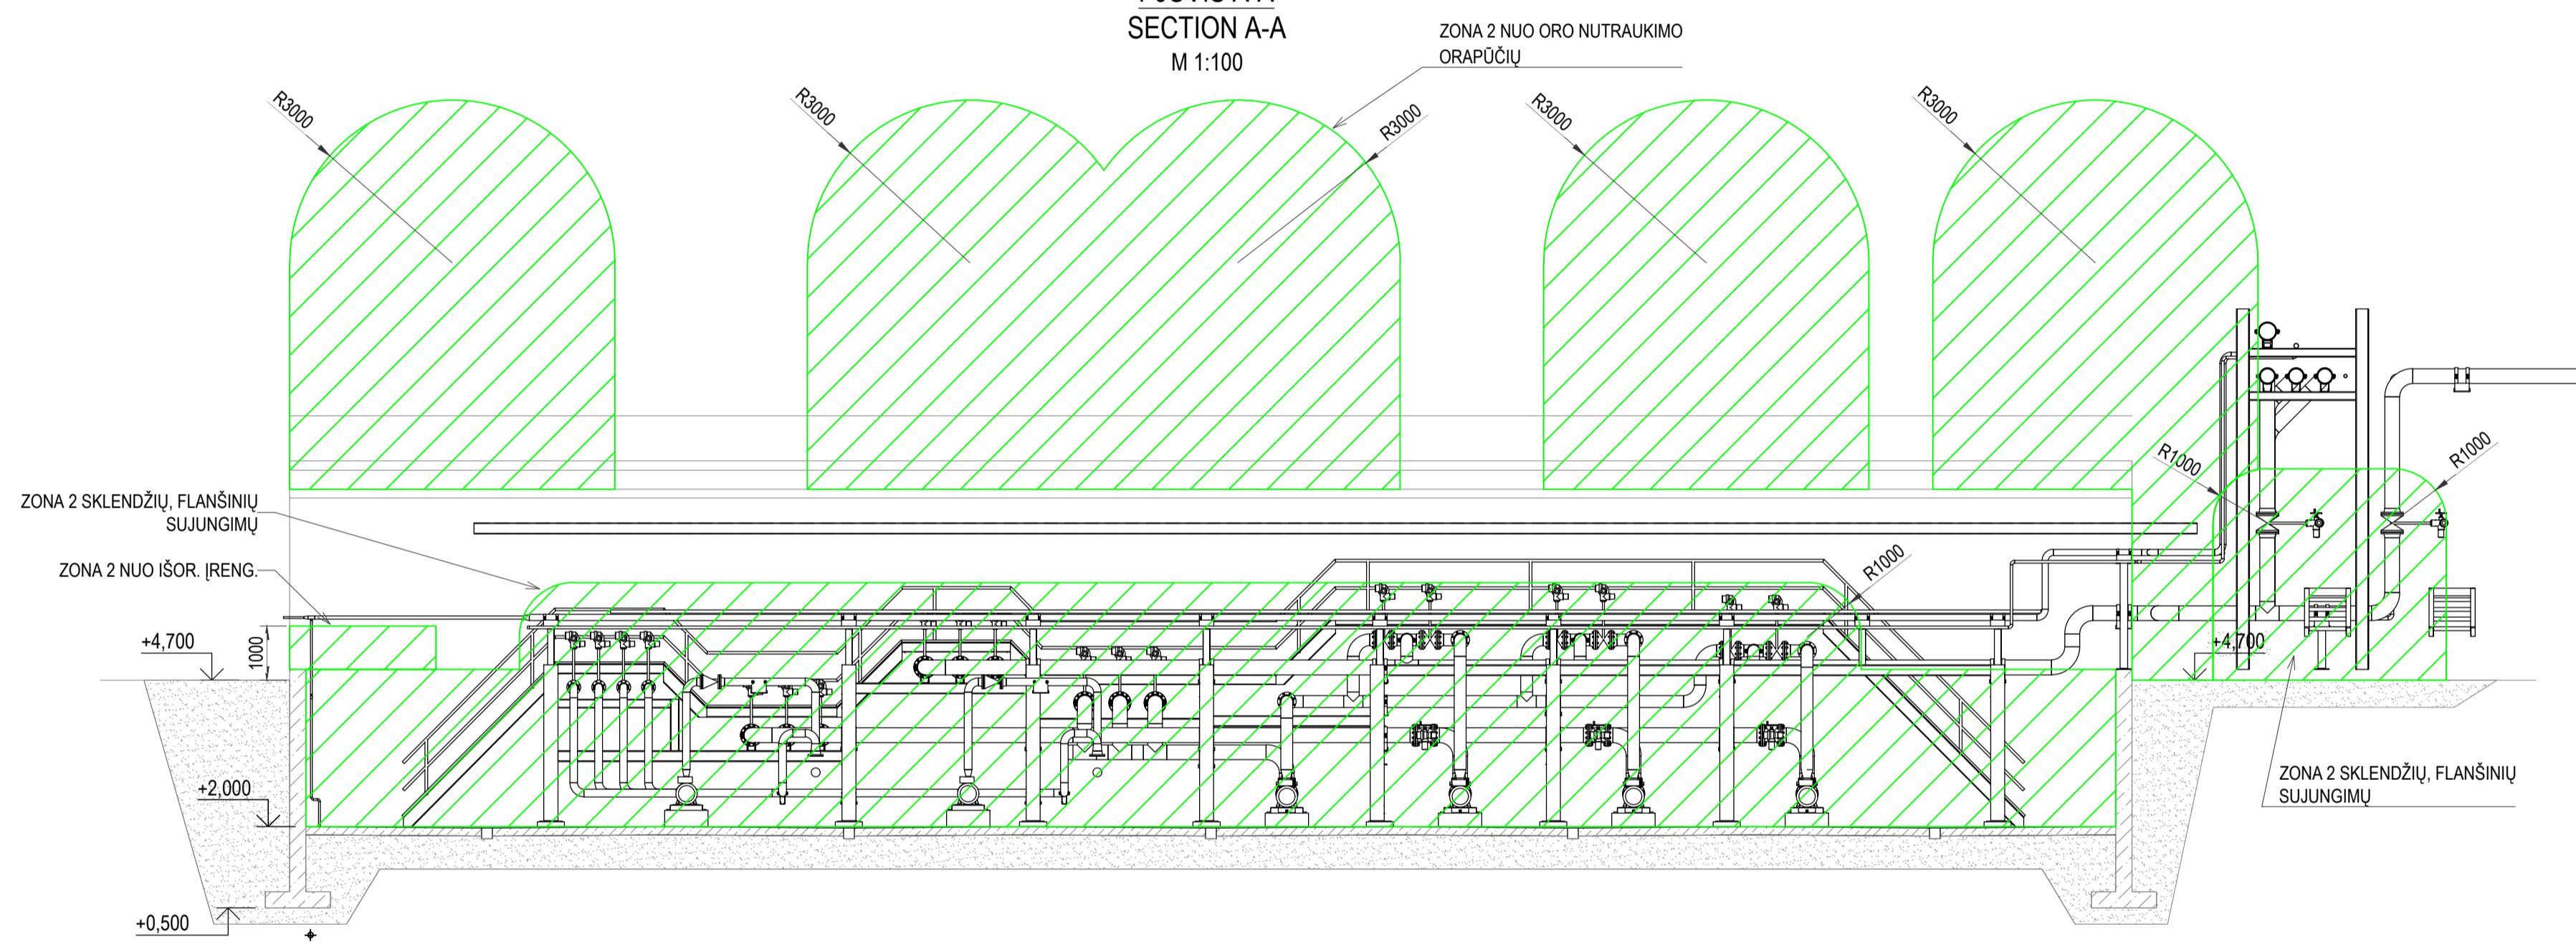 SECTION A-A
M 1:100
ZONA 2 NUO ORO NUTRAUKIMO
ORAPŪČIŲ
R3000
R3000
R3000
R3000
R3000
R1000
R1000
ZONA 2 SKLENDŽIŲ, FLANŠINIŲ
SUJUNGIMŲ
ZONA 2 NUO IŠOR. ĮRENG.
R1000
+4,700
1000
+4,700
+2,000
ZONA 2 SKLENDŽIŲ, FLANŠINIŲ
SUJUNGIMŲ
+0,500